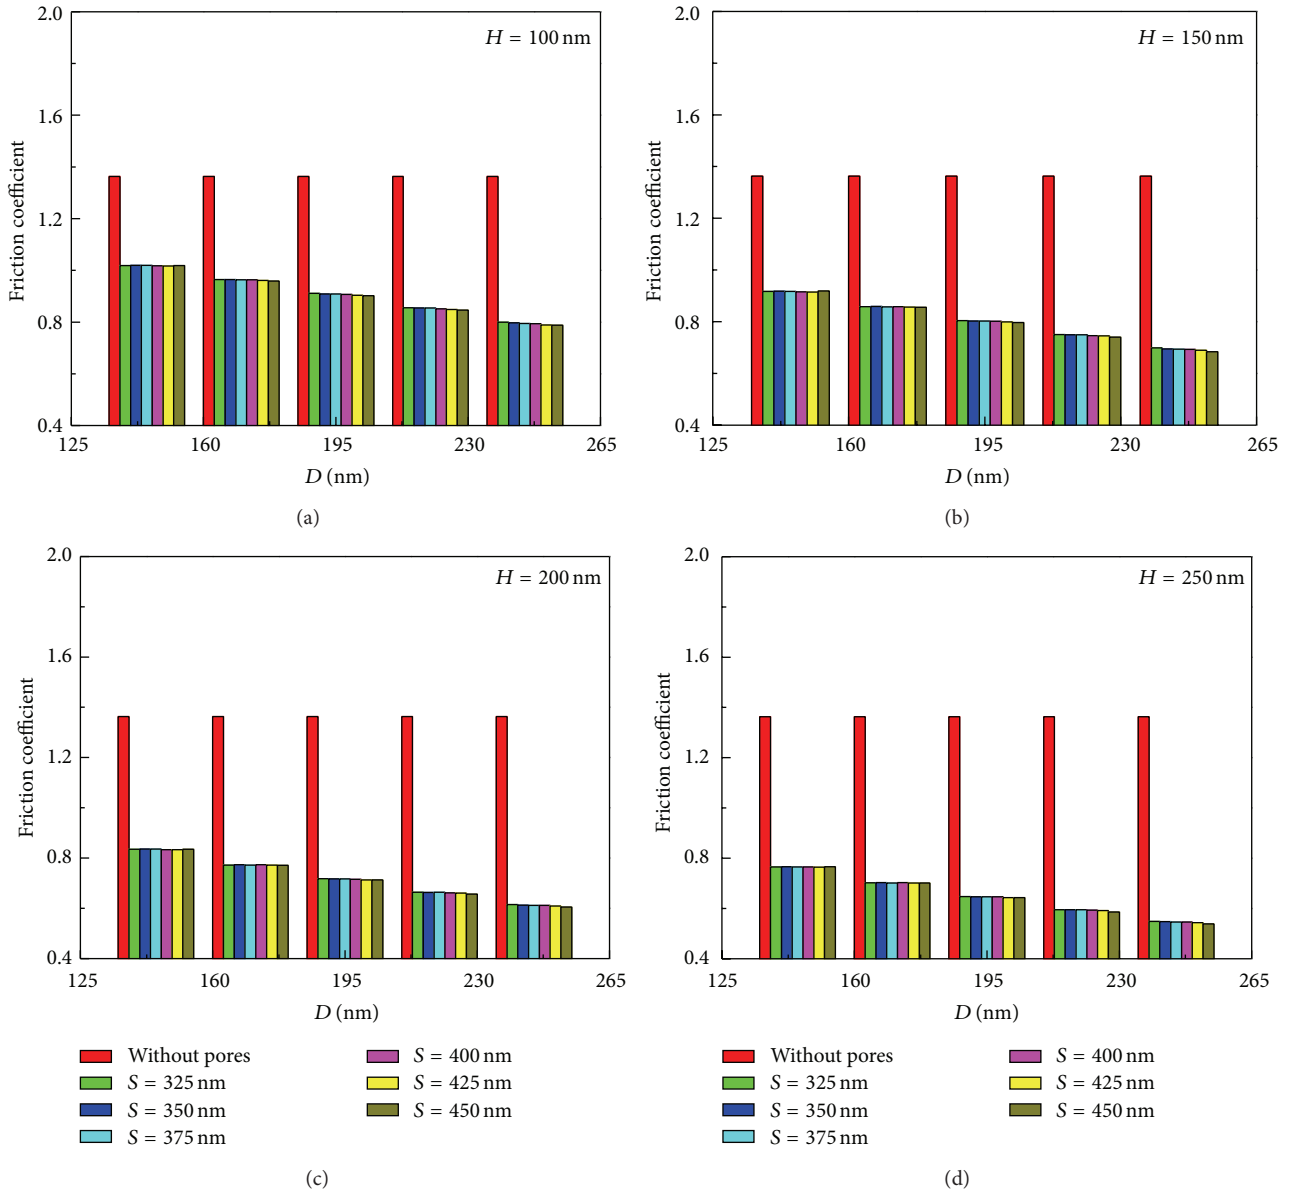 2.0
H = 100 nm
1.6
1.2
0.8
0.4
Friction coefficient
125 160 195 230 265
D (nm)
(a)
2.0
H = 150 nm
1.6
1.2
0.8
0.4
Friction coefficient
125 160 195 230 265
D (nm)
(b)
2.0
H = 200 nm
1.6
1.2
0.8
0.4
Friction coefficient
125 160 195 230 265
D (nm)
Without pores
S = 325 nm
S = 350 nm
S = 375 nm
S = 400 nm
S = 425 nm
S = 450 nm
(c)
2.0
H = 250 nm
1.6
1.2
0.8
0.4
Friction coefficient
125 160 195 230 265
D (nm)
Without pores
S = 325 nm
S = 350 nm
S = 375 nm
S = 400 nm
S = 425 nm
S = 450 nm
(d)